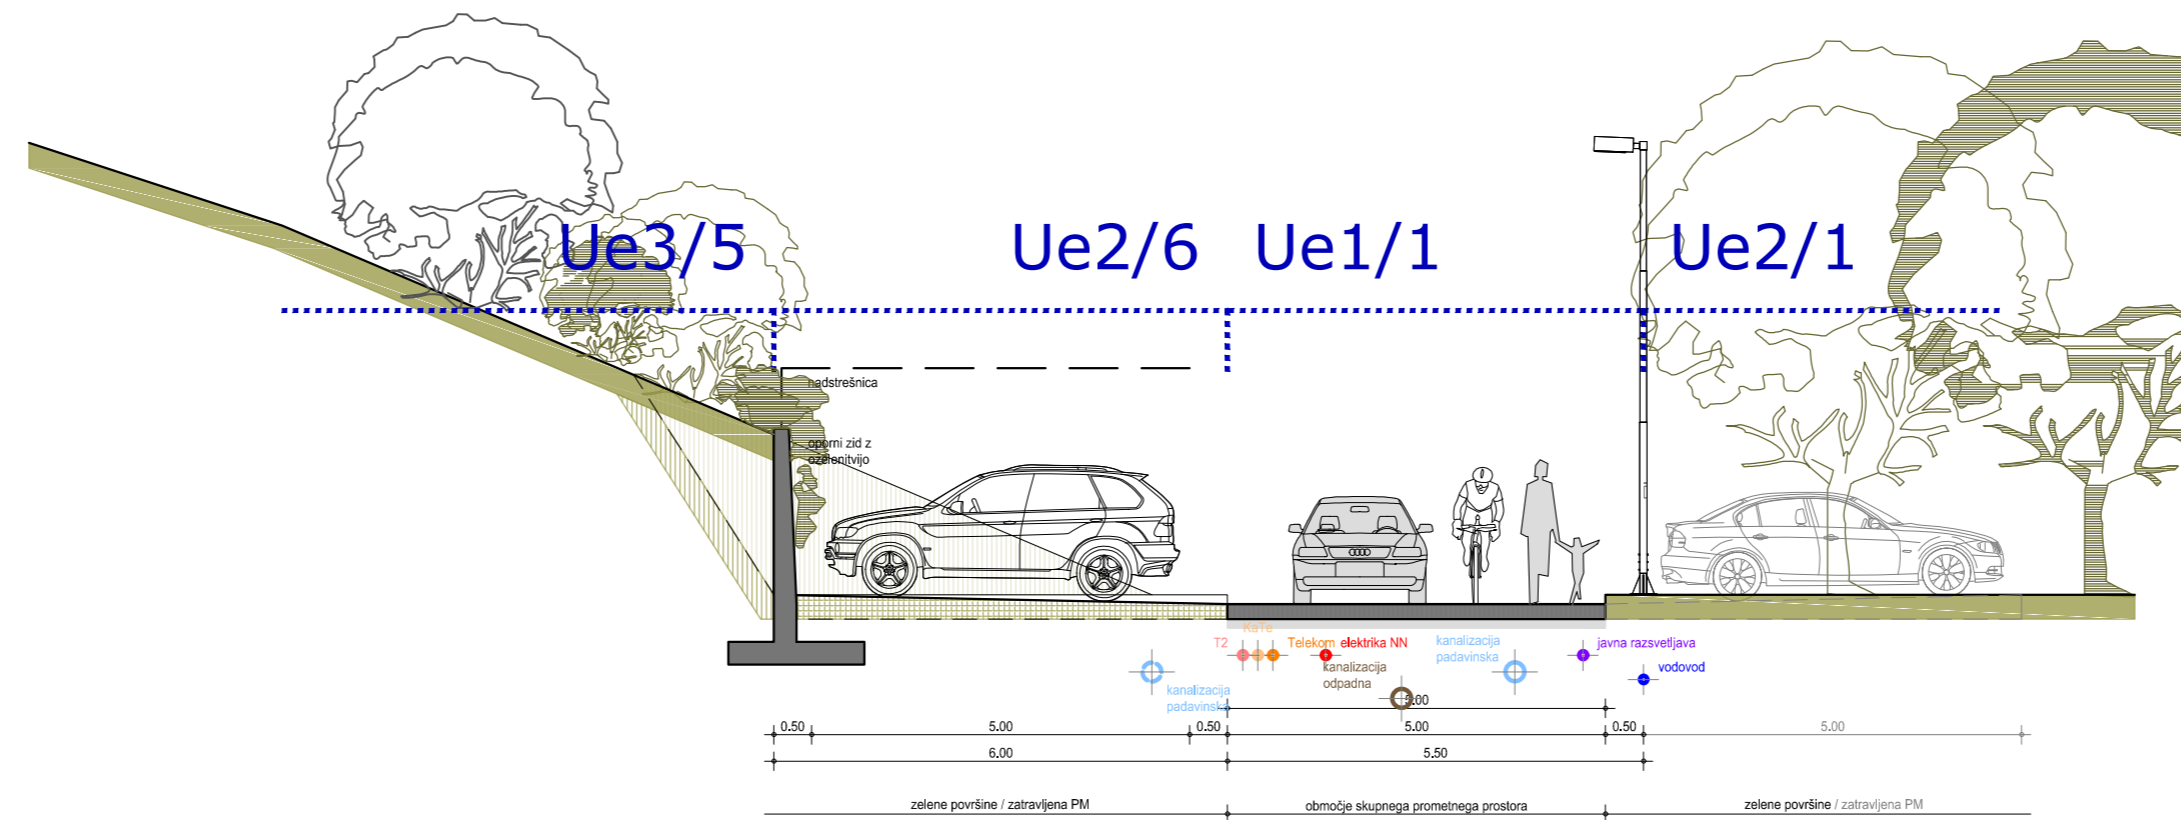 Ue3/5 Ue2/6 Ue1/1 Ue2/1
nadstrešnica
oporni zid z
ozelenitvijo
KaTe
T2 Telekom elektrika NN
kanalizacija
padavinska
javna razsvetljava
kanalizacija
odpadna
vodovod
kanalizacija
padavinska
5.00
0.50 5.00 0.50 5.00 0.50 5.00
6.00 5.50
zelene površine / zatravljena PM območje skupnega prometnega prostora zelene površine / zatravljena PM